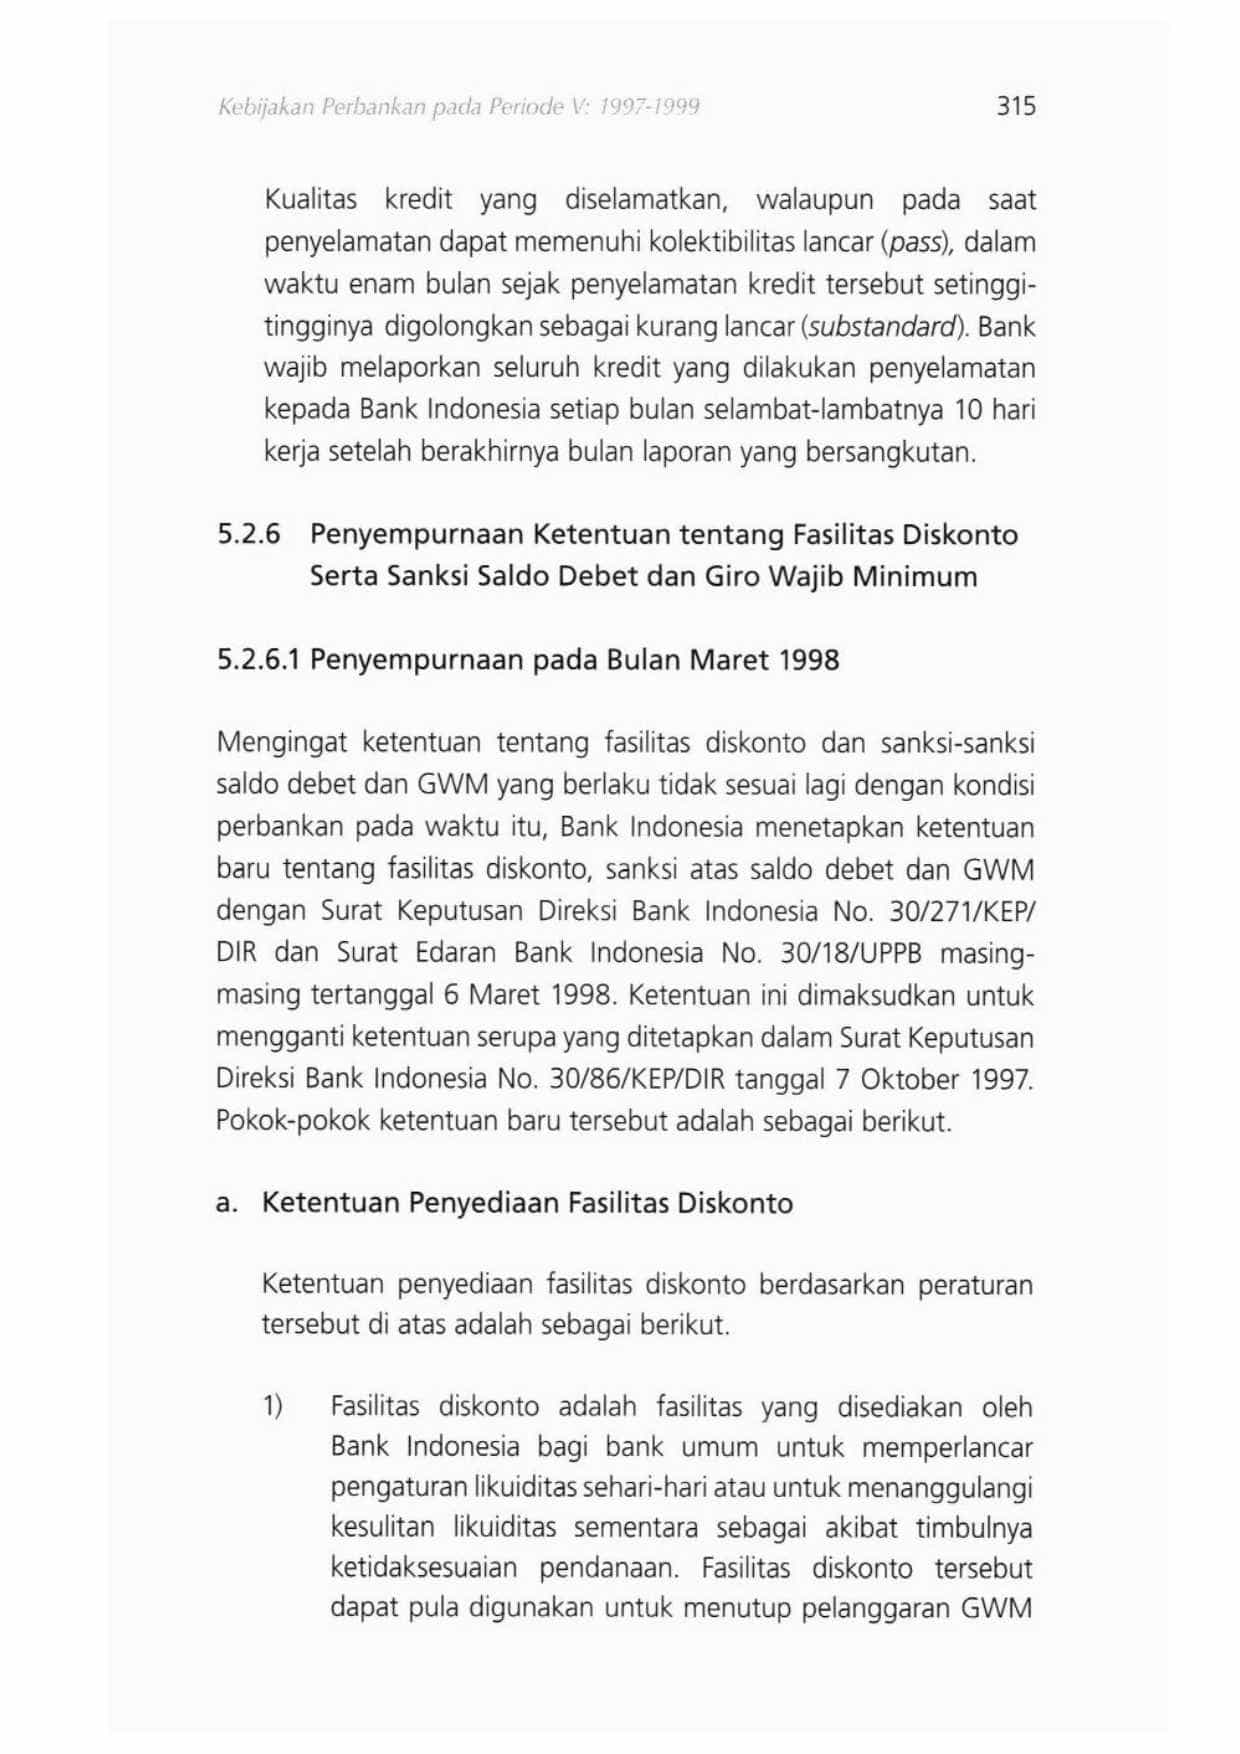 Kebijakan Perbankan pada Periode V: 1997-1999 315
Kualitas kredit yang diselamatkan, walaupun pada saat
penyelamatan dapat memenuhi kolektibilitas lancar (pass), dalam
waktu enam bulan sejak penyelamatan kredit tersebut setinggi-
tingginya digolongkan sebagai kurang lancar (substandard). Bank
wajib melaporkan seluruh kredit yang dilakukan penyelamatan
kepada Bank Indonesia setiap bulan selambat-lambatnya 10 hari
kerja setelah berakhirnya bulan laporan yang bersangkutan.
5.2.6 Penyempurnaan Ketentuan tentang Fasilitas Diskonto
Serta Sanksi Saldo Debet dan Giro Wajib Minimum
5.2.6.1 Penyempurnaan pada Bulan Maret 1998
Mengingat ketentuan tentang fasilitas diskonto dan sanksi-sanksi
saldo debet dan GWM yang berlaku tidak sesuai lagi dengan kondisi
perbankan pada waktu itu, Bank Indonesia menetapkan ketentuan
baru tentang fasilitas diskonto, sanksi atas saldo debet dan GWM
dengan Surat Keputusan Direksi Bank Indonesia No. 30/271/KEP/
DIR dan Surat Edaran Bank Indonesia No. 30/18/UPPB masing-
masing tertanggal 6 Maret 1998. Ketentuan ini dimaksudkan untuk
mengganti ketentuan serupa yang ditetapkan dalam Surat Keputusan
Direksi Bank Indonesia No. 30/86/KEP/DIR tanggal 7 Oktober 1997.
Pokok-pokok ketentuan baru tersebut adalah sebagai berikut.
a. Ketentuan Penyediaan Fasilitas Diskonto
Ketentuan penyediaan fasilitas diskonto berdasarkan peraturan
tersebut di atas adalah sebagai berikut.
1) Fasilitas diskonto adalah fasilitas yang disediakan oleh
Bank Indonesia bagi bank umum untuk memperlancar
pengaturan likuiditas sehari-hari atau untuk menanggulangi
kesulitan likuiditas sementara sebagai akibat timbulnya
ketidaksesuaian pendanaan. Fasilitas diskonto tersebut
dapat pula digunakan untuk menutup pelanggaran GWM